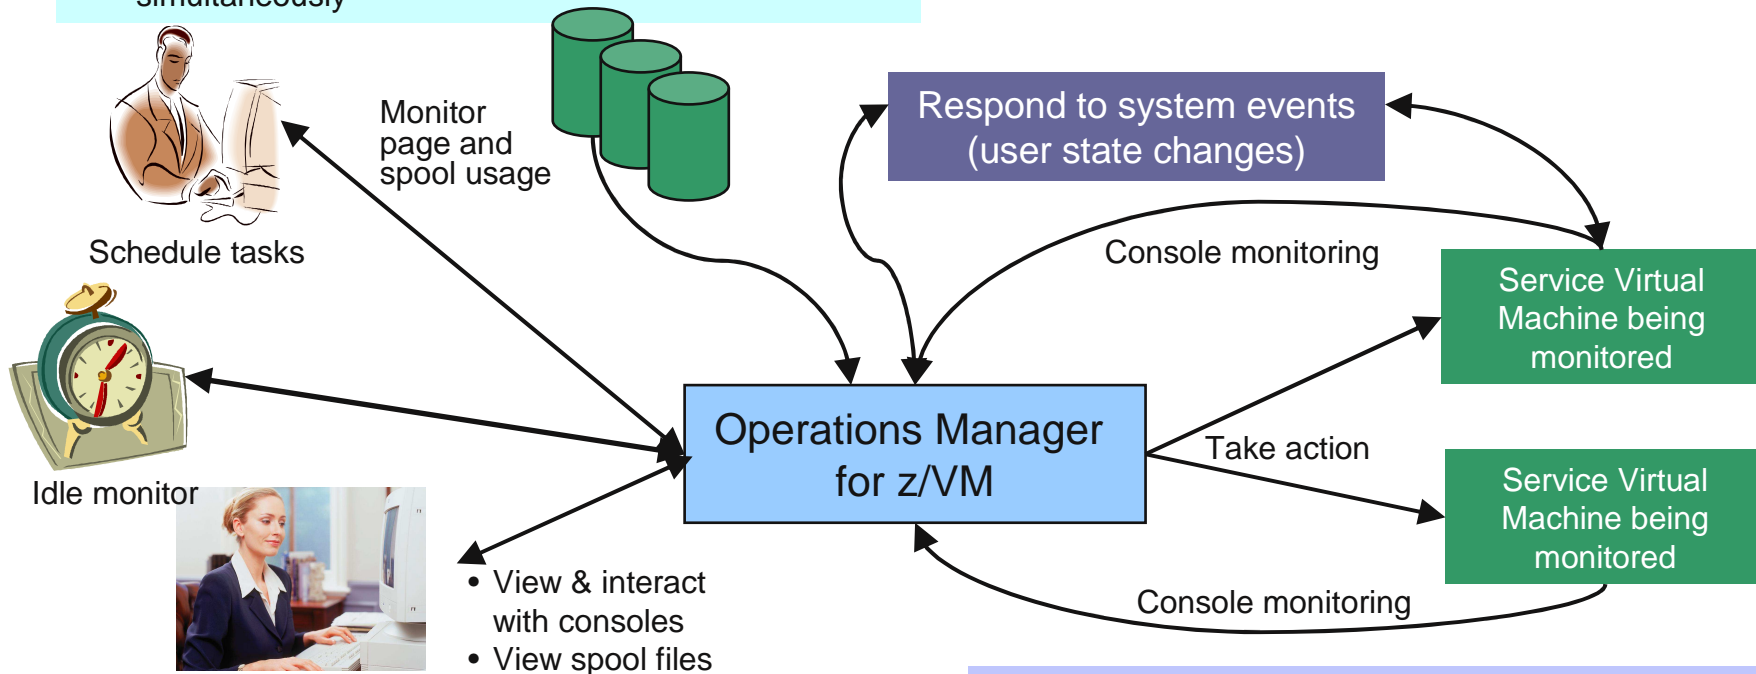 simultaneously
Monitor
page and
spool usage
Respond to system events
(user state changes)
Schedule tasks
Console monitoring
Service Virtual
Machine being
monitored
Operations Manager
for z/VM
Take action
Idle monitor
Service Virtual
Machine being
monitored
• View & interact
with consoles
• View spool files
Console monitoring